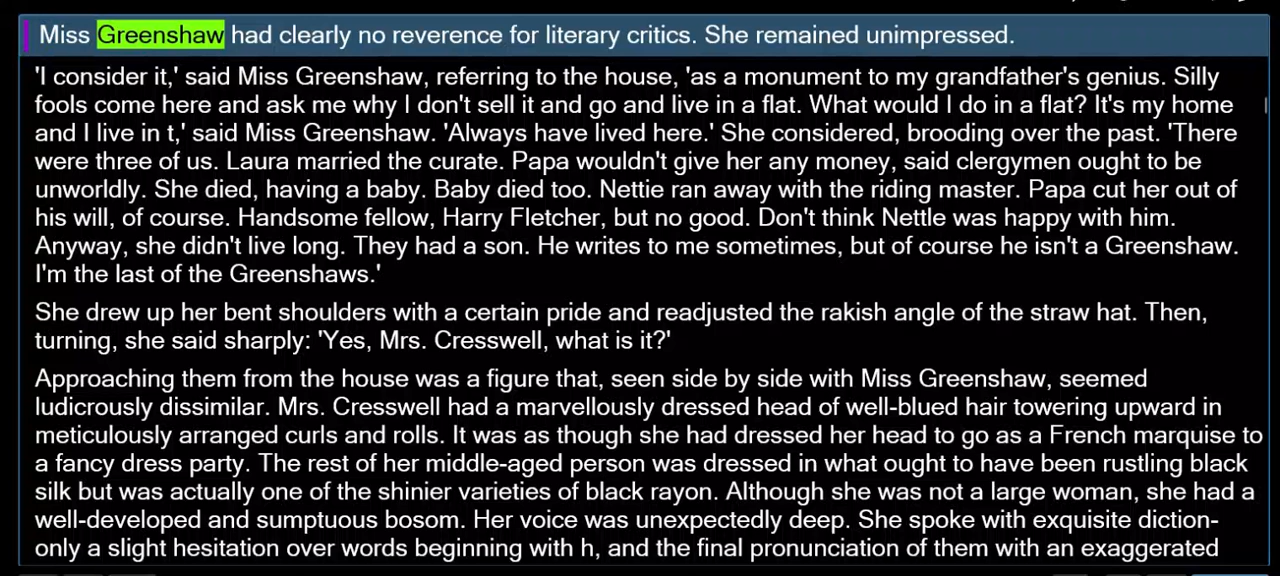 Miss Greenshaw had clearly no reverence for literary critics. She remained unimpressed.
'I consider it,' said Miss Greenshaw, referring to the house, 'as a monument to my grandfather's genius. Silly
fools come here and ask me why I don't sell it and go and live in a flat. What would I do in a flat? It's my home
and I live in t,' said Miss Greenshaw. 'Always have lived here.' She considered, brooding over the past. 'There
were three of us. Laura married the curate. Papa wouldn't give her any money, said clergymen ought to be
unworldly. She died, having a baby. Baby died too. Nettie ran away with the riding master. Papa cut her out of
his will, of course. Handsome fellow, Harry Fletcher, but no good. Don't think Nettle was happy with him.
Anyway, she didn't live long. They had a son. He writes to me sometimes, but of course he isn't a Greenshaw.
I'm the last of the Greenshaws.'
She drew up her bent shoulders with a certain pride and readjusted the rakish angle of the straw hat. Then,
turning, she said sharply: 'Yes, Mrs. Cresswell, what is it?'
Approaching them from the house was a figure that, seen side by side with Miss Greenshaw, seemed
ludicrously dissimilar. Mrs. Cresswell had a marvellously dressed head of well-blued hair towering upward in
meticulously arranged curls and rolls. It was as though she had dressed her head to go as a French marquise to
a fancy dress party. The rest of her middle-aged person was dressed in what ought to have been rustling black
silk but was actually one of the shinier varieties of black rayon. Although she was not a large woman, she had a
well-developed and sumptuous bosom. Her voice was unexpectedly deep. She spoke with exquisite diction-
only a slight hesitation over words beginning with h, and the final pronunciation of them with an exaggerated